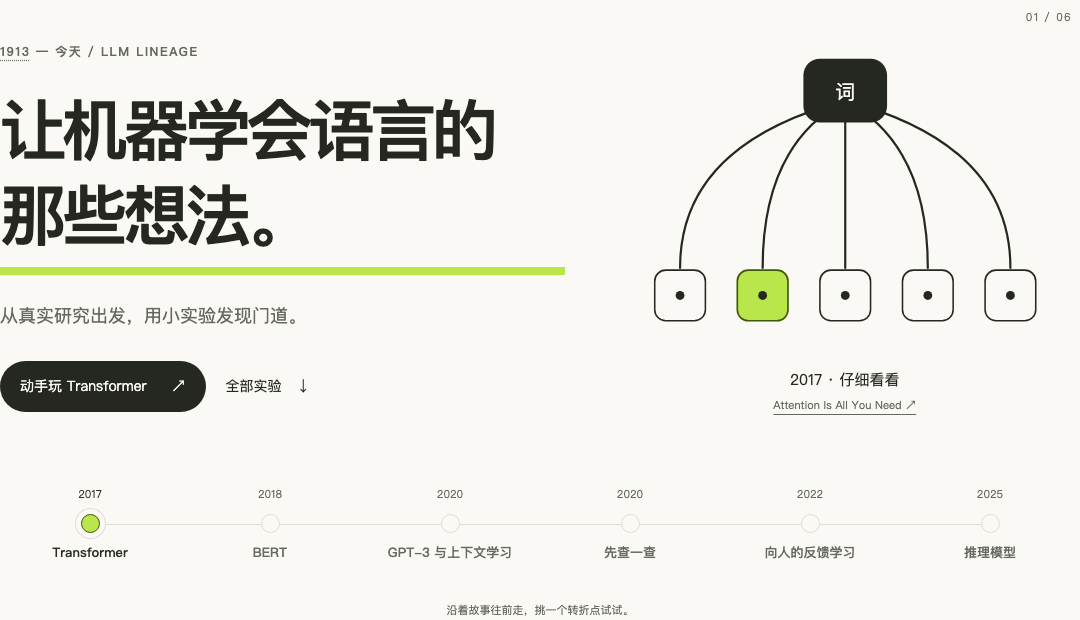 01 / 06
1913 — 今天 / LLM LINEAGE
让机器学会语言的
那些想法。
从真实研究出发，用小实验发现门道。
动手玩 Transformer ↗
全部实验 ↓
词
2017 · 仔细看看
Attention Is All You Need ↗
2017
2018
2020
2020
2022
2025
Transformer
BERT
GPT-3 与上下文学习
先查一查
向人的反馈学习
推理模型
沿着故事往前走，挑一个转折点试试。